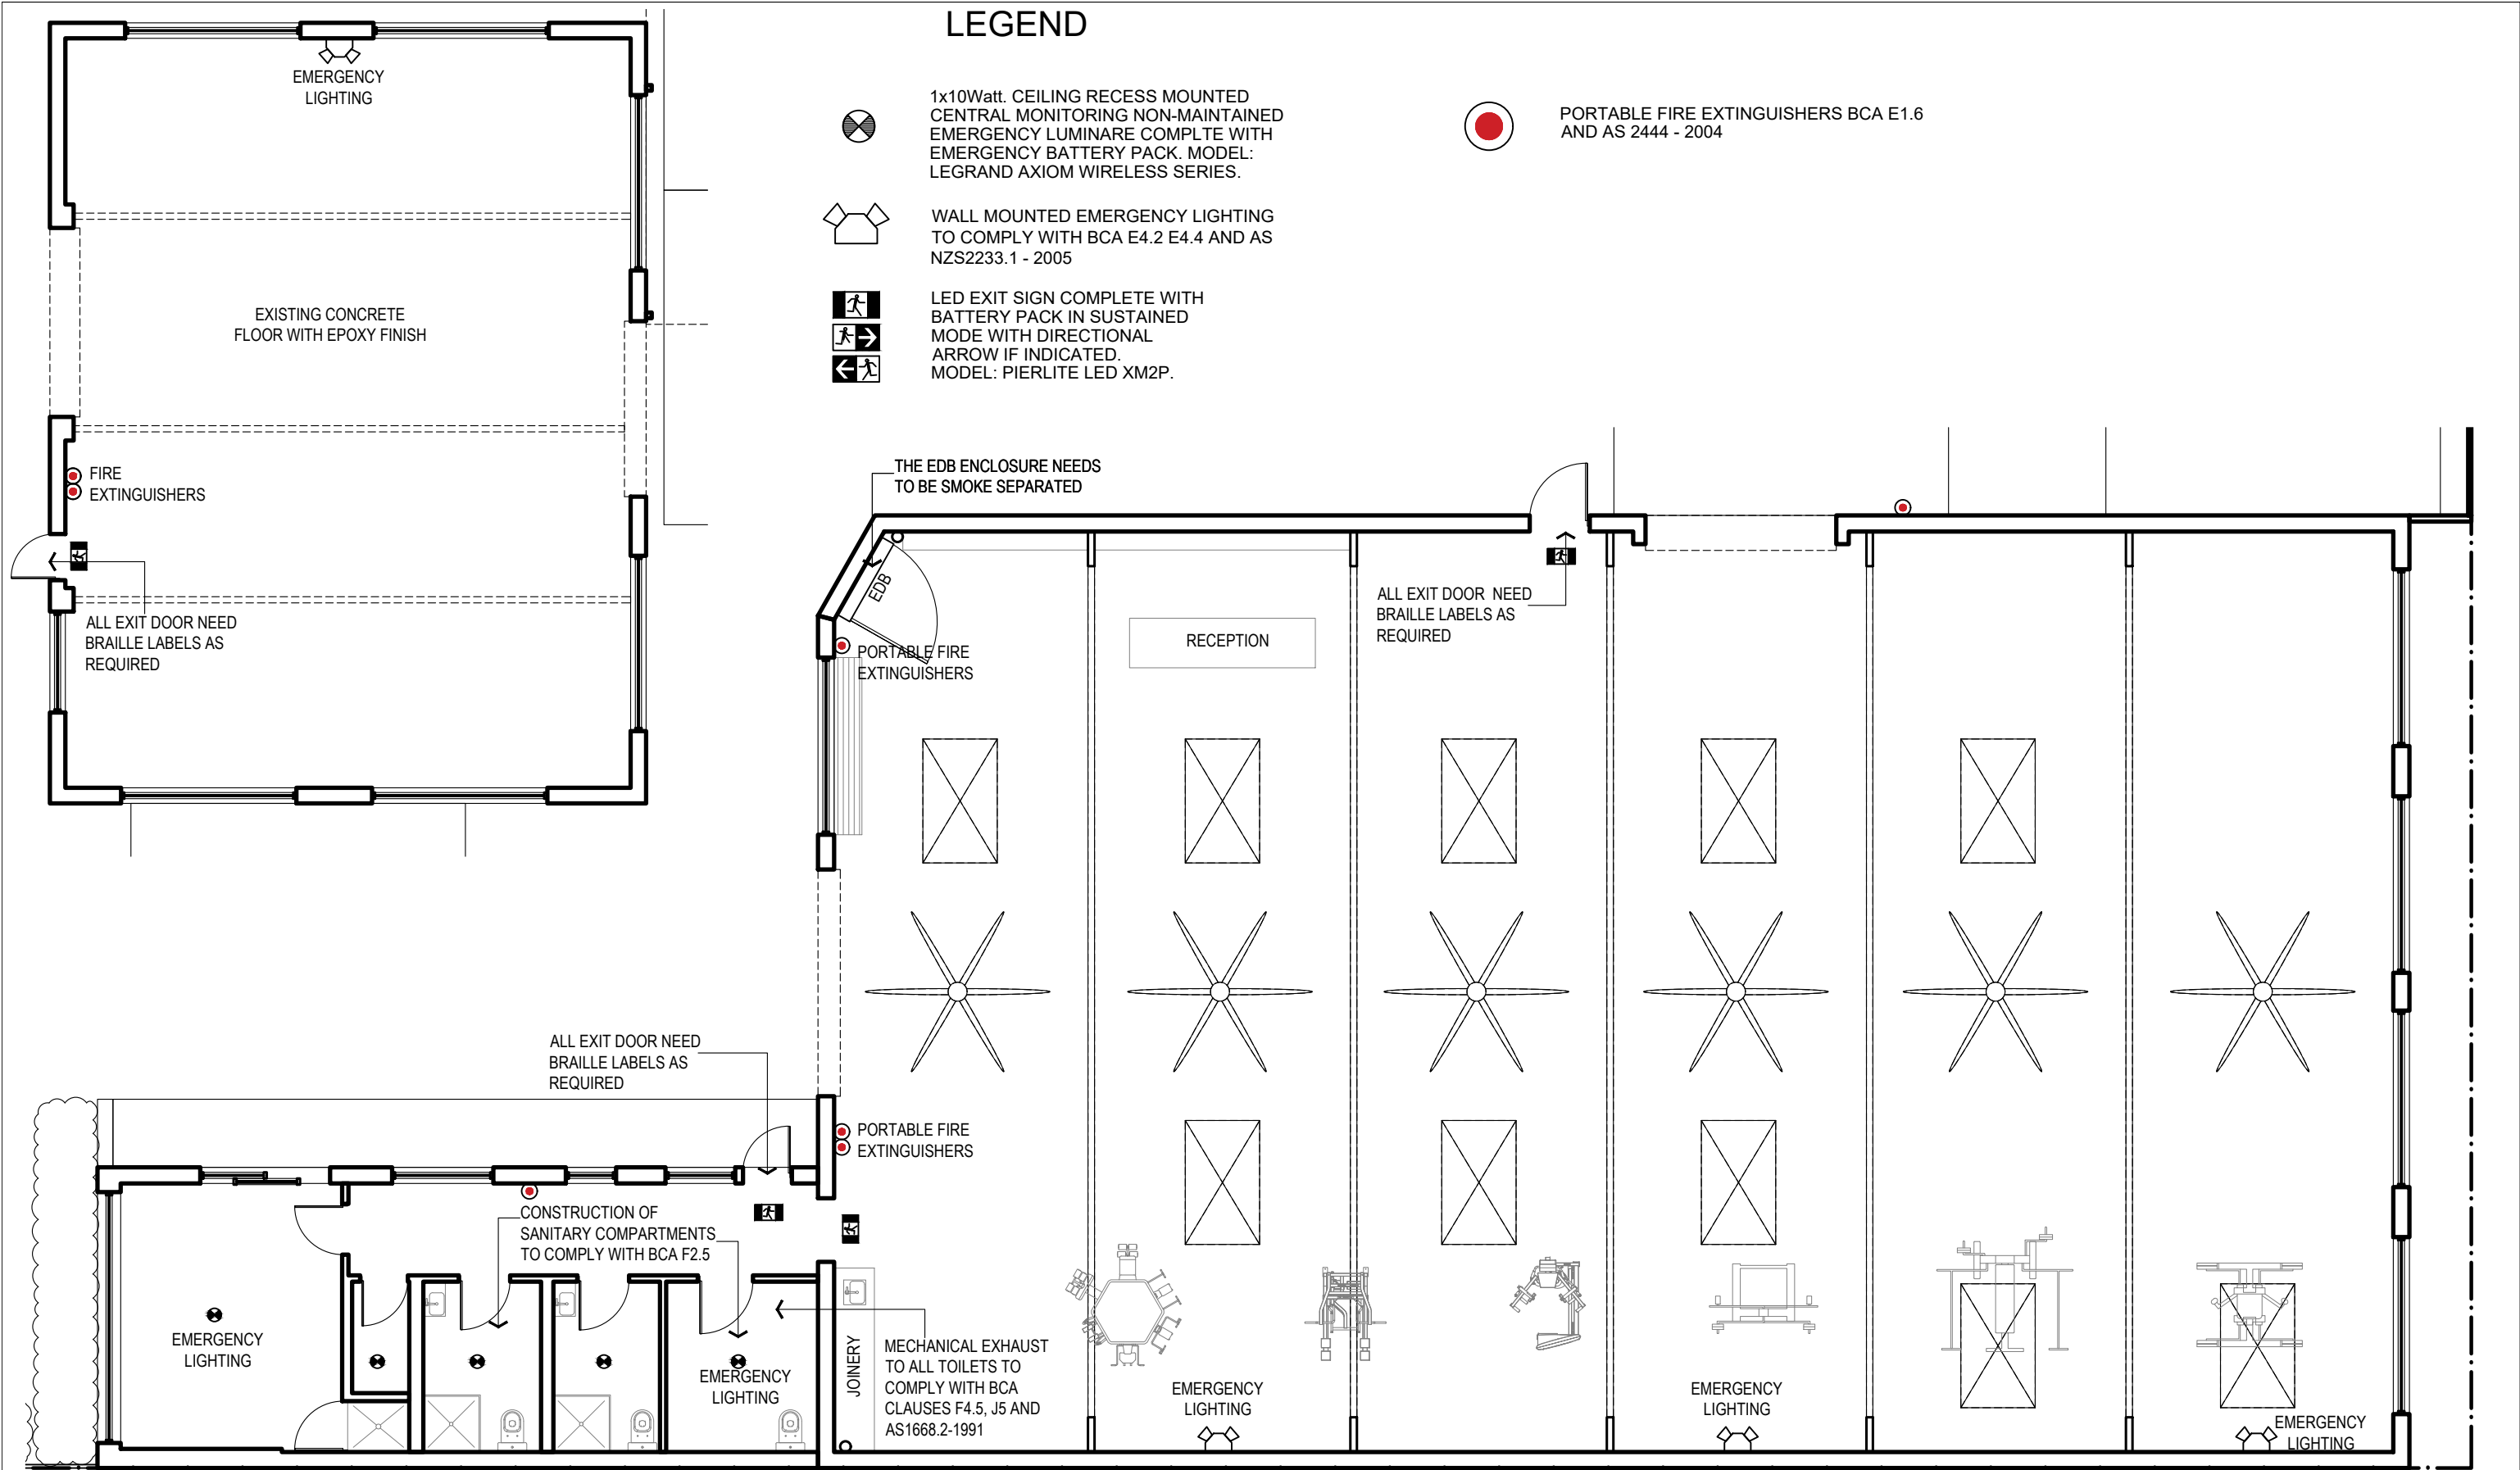 LEGEND
1x10Watt. CEILING RECESS MOUNTED
CENTRAL MONITORING NON-MAINTAINED
EMERGENCY LUMINARE COMPLTE WITH
EMERGENCY BATTERY PACK. MODEL:
LEGRAND AXIOM WIRELESS SERIES.
WALL MOUNTED EMERGENCY LIGHTING
TO COMPLY WITH BCA E4.2 E4.4 AND AS
NZS2233.1 - 2005
LED EXIT SIGN COMPLETE WITH
BATTERY PACK IN SUSTAINED
MODE WITH DIRECTIONAL
ARROW IF INDICATED.
MODEL: PIERLITE LED XM2P.
PORTABLE FIRE EXTINGUISHERS BCA E1.6
AND AS 2444 - 2004
EMERGENCY
LIGHTING
EXISTING CONCRETE
FLOOR WITH EPOXY FINISH
FIRE
EXTINGUISHERS
ALL EXIT DOOR NEED
BRAILLE LABELS AS
REQUIRED
THE EDB ENCLOSURE NEEDS
TO BE SMOKE SEPARATED
EDB
PORTABLE FIRE
EXTINGUISHERS
RECEPTION
ALL EXIT DOOR NEED
BRAILLE LABELS AS
REQUIRED
ALL EXIT DOOR NEED
BRAILLE LABELS AS
REQUIRED
PORTABLE FIRE
EXTINGUISHERS
CONSTRUCTION OF
SANITARY COMPARTMENTS
TO COMPLY WITH BCA F2.5
EMERGENCY
LIGHTING
EMERGENCY
LIGHTING
JOINERY
MECHANICAL EXHAUST
TO ALL TOILETS TO
COMPLY WITH BCA
CLAUSES F4.5, J5 AND
AS1668.2-1991
EMERGENCY
LIGHTING
EMERGENCY
LIGHTING
EMERGENCY
LIGHTING